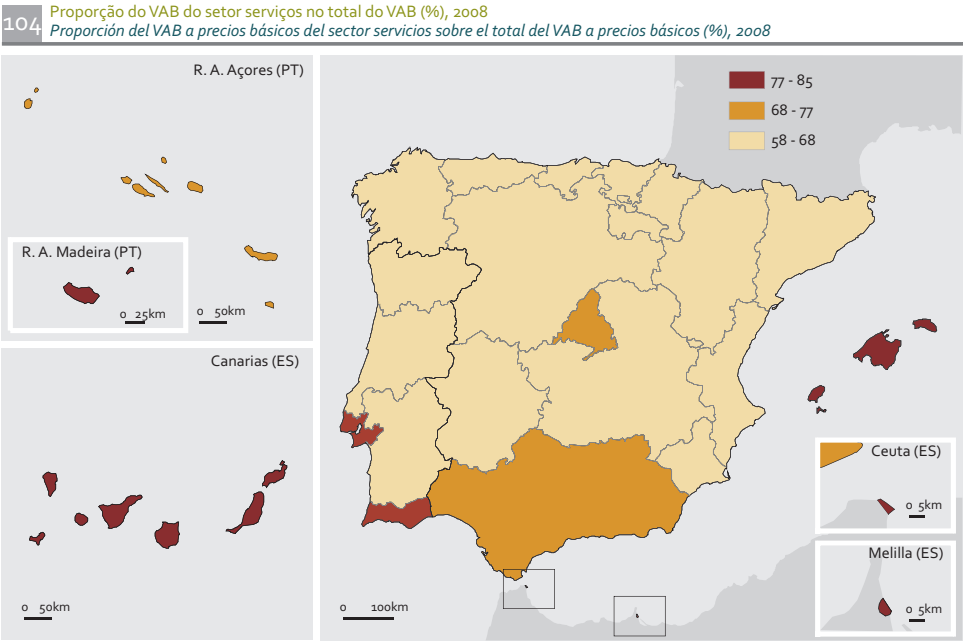 104
Proporção do VAB do setor serviços no total do VAB (%), 2008
Proporción del VAB a precios básicos del sector servicios sobre el total del VAB a precios básicos (%), 2008
R. A. Açores (PT)
77 - 85
68 - 77
58 - 68
R. A. Madeira (PT)
0 25km
0 50km
Canarias (ES)
0 50km
0 100km
Ceuta (ES)
0 5km
Melilla (ES)
0 5km